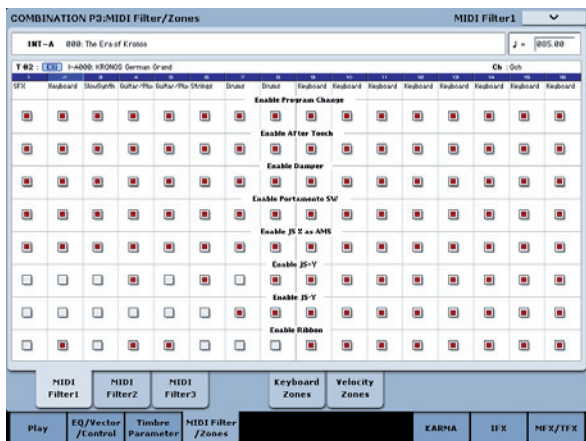 COMBINATION P3:MIDI Filter/Zones MIDI Filter1
INT-A 000: The Era of Kronos ♩ = 085.00
T 02 : EXi I-A000: KRONOS German Grand Ch : Gch
1 2 3 4 5 6 7 8 9 10 11 12 13 14 15 16
SFX Keyboard SlowSynth Guitar/Plu Guitar/Plu Strings Drums Drums Keyboard Keyboard Keyboard Keyboard Keyboard Keyboard Keyboard Keyboard
Enable Program Change
Enable After Touch
Enable Damper
Enable Portamento SW
Enable JS X as AMS
Enable JS+Y
Enable JS-Y
Enable Ribbon
MIDI Filter1 MIDI Filter2 MIDI Filter3 Keyboard Zones Velocity Zones
Play EQ/Vector /Control Timbre Parameter MIDI Filter /Zones KARMA IFX MFX/TFX